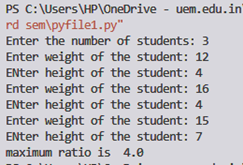 PS C:\Users\HP\OneDrive - uem.edu.in\
rd sem\pyfile1.py"
Enter the number of students: 3
Enter weight of the student: 12
ENter height of the student: 4
Enter weight of the student: 16
ENter height of the student: 4
Enter weight of the student: 15
ENter height of the student: 7
maximum ratio is  4.0